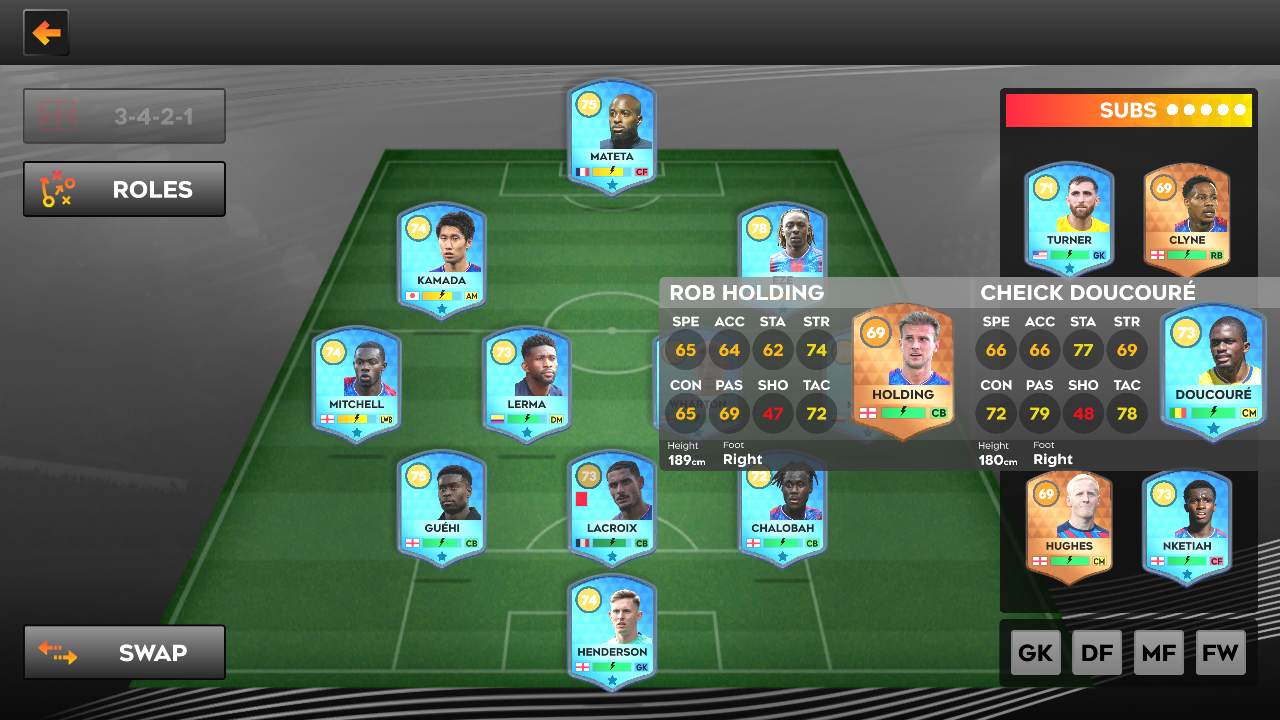 3-4-2-1
ROLES
SUBS
75
MATETA
CF
74
KAMADA
AM
78
EZE
71
TURNER
GK
69
CLYNE
RB
ROB HOLDING
SPE ACC STA STR
65 64 62 74
CON PAS SHO TAC
65 69 47 72
Height Foot
189cm Right
69
HOLDING
CB
CHEICK DOUCOURÉ
SPE ACC STA STR
66 66 77 69
CON PAS SHO TAC
72 79 48 78
Height Foot
180cm Right
73
DOUCOURÉ
CM
74
MITCHELL
LWB
73
LERMA
DM
WHARTON
75
GUÉHI
CB
73
LACROIX
CB
72
CHALOBAH
CB
69
HUGHES
CM
73
NKETIAH
CF
74
HENDERSON
GK
SWAP
GK DF MF FW